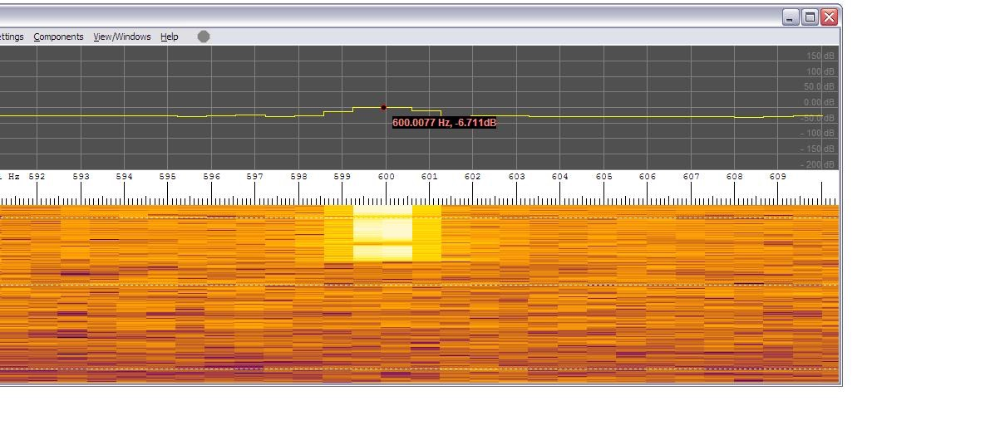 ettings Components View/Windows Help
150 dB
100 dB
50.0 dB
0.00 dB
-50.0 dB
600.0077 Hz, -6.711dB
- 100 dB
- 150 dB
- 200 dB
Hz 592 593 594 595 596 597 598 599 600 601 602 603 604 605 606 607 608 609